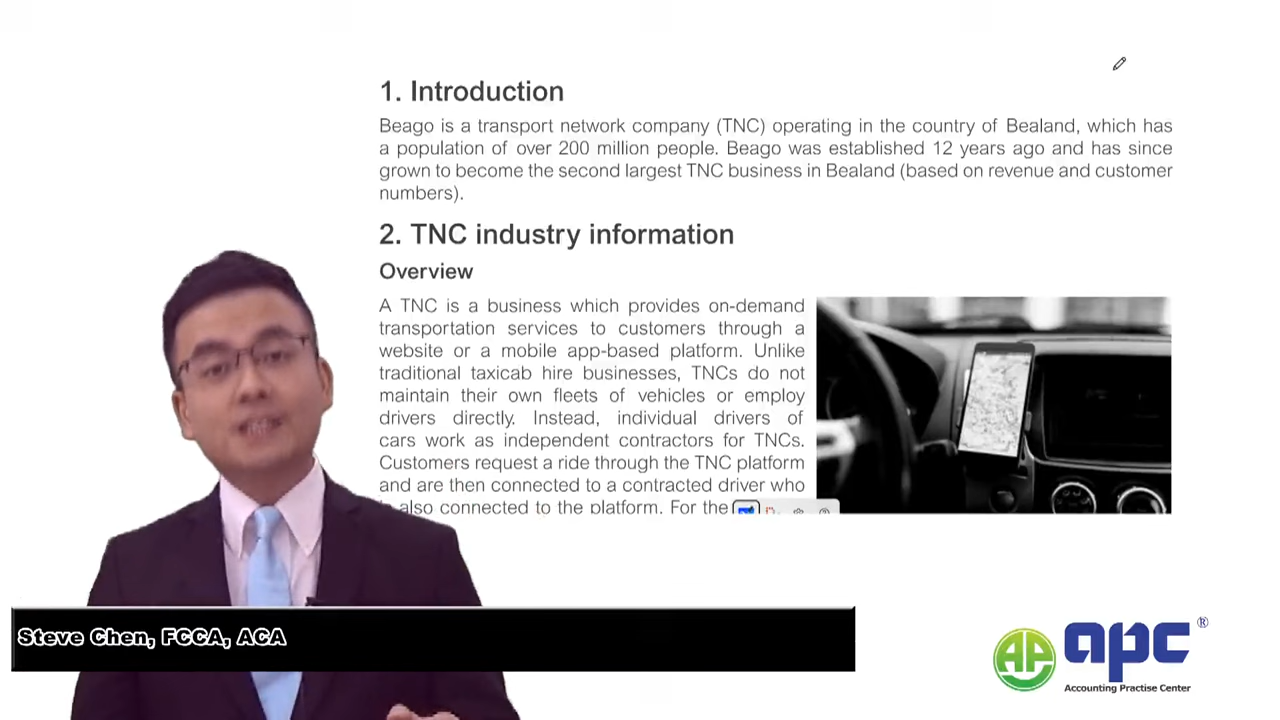 1. Introduction
Beago is a transport network company (TNC) operating in the country of Bealand, which has
a population of over 200 million people. Beago was established 12 years ago and has since
grown to become the second largest TNC business in Bealand (based on revenue and customer
numbers).
2. TNC industry information
Overview
A TNC is a business which provides on-demand
transportation services to customers through a
website or a mobile app-based platform. Unlike
traditional taxicab hire businesses, TNCs do not
maintain their own fleets of vehicles or employ
drivers directly. Instead, individual drivers of
cars work as independent contractors for TNCs.
Customers request a ride through the TNC platform
and are then connected to a contracted driver who
also connected to the platform. For the
Steve Chen, FCCA, ACA
AP
apc®
Accounting Practise Center